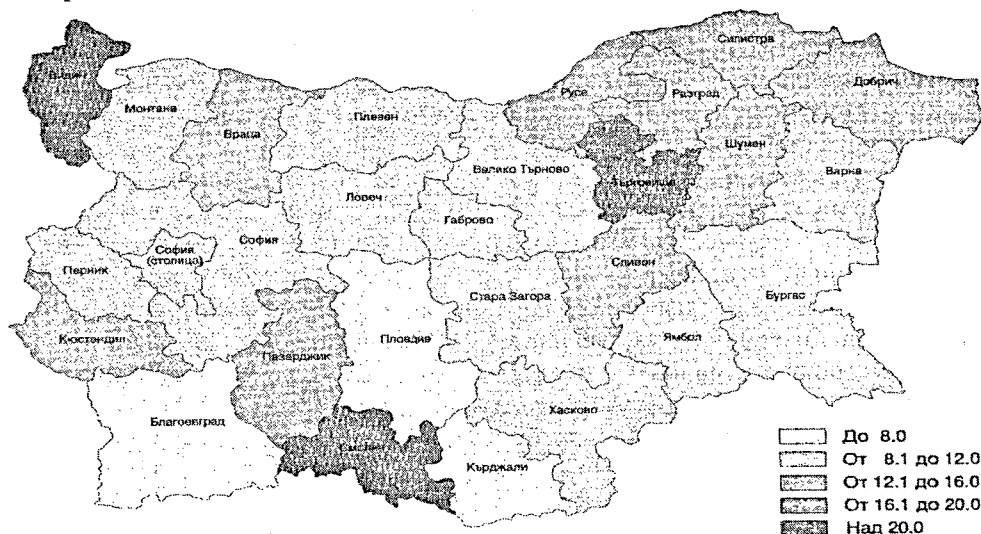 Силистра
Добрич
Русе
Разград
Видин
Монтана
Враца
Плевен
Шумен
Варна
Велико Търново
Търговище
Ловеч
Габрово
София
София
(столица)
Перник
Сливен
Бургас
Стара Загора
Кюстендил
Пазарджик
Пловдив
Ямбол
Хасково
Благоевград
Смолян
Кърджали
До 8.0
От 8.1 до 12.0
От 12.1 до 16.0
От 16.1 до 20.0
Над 20.0